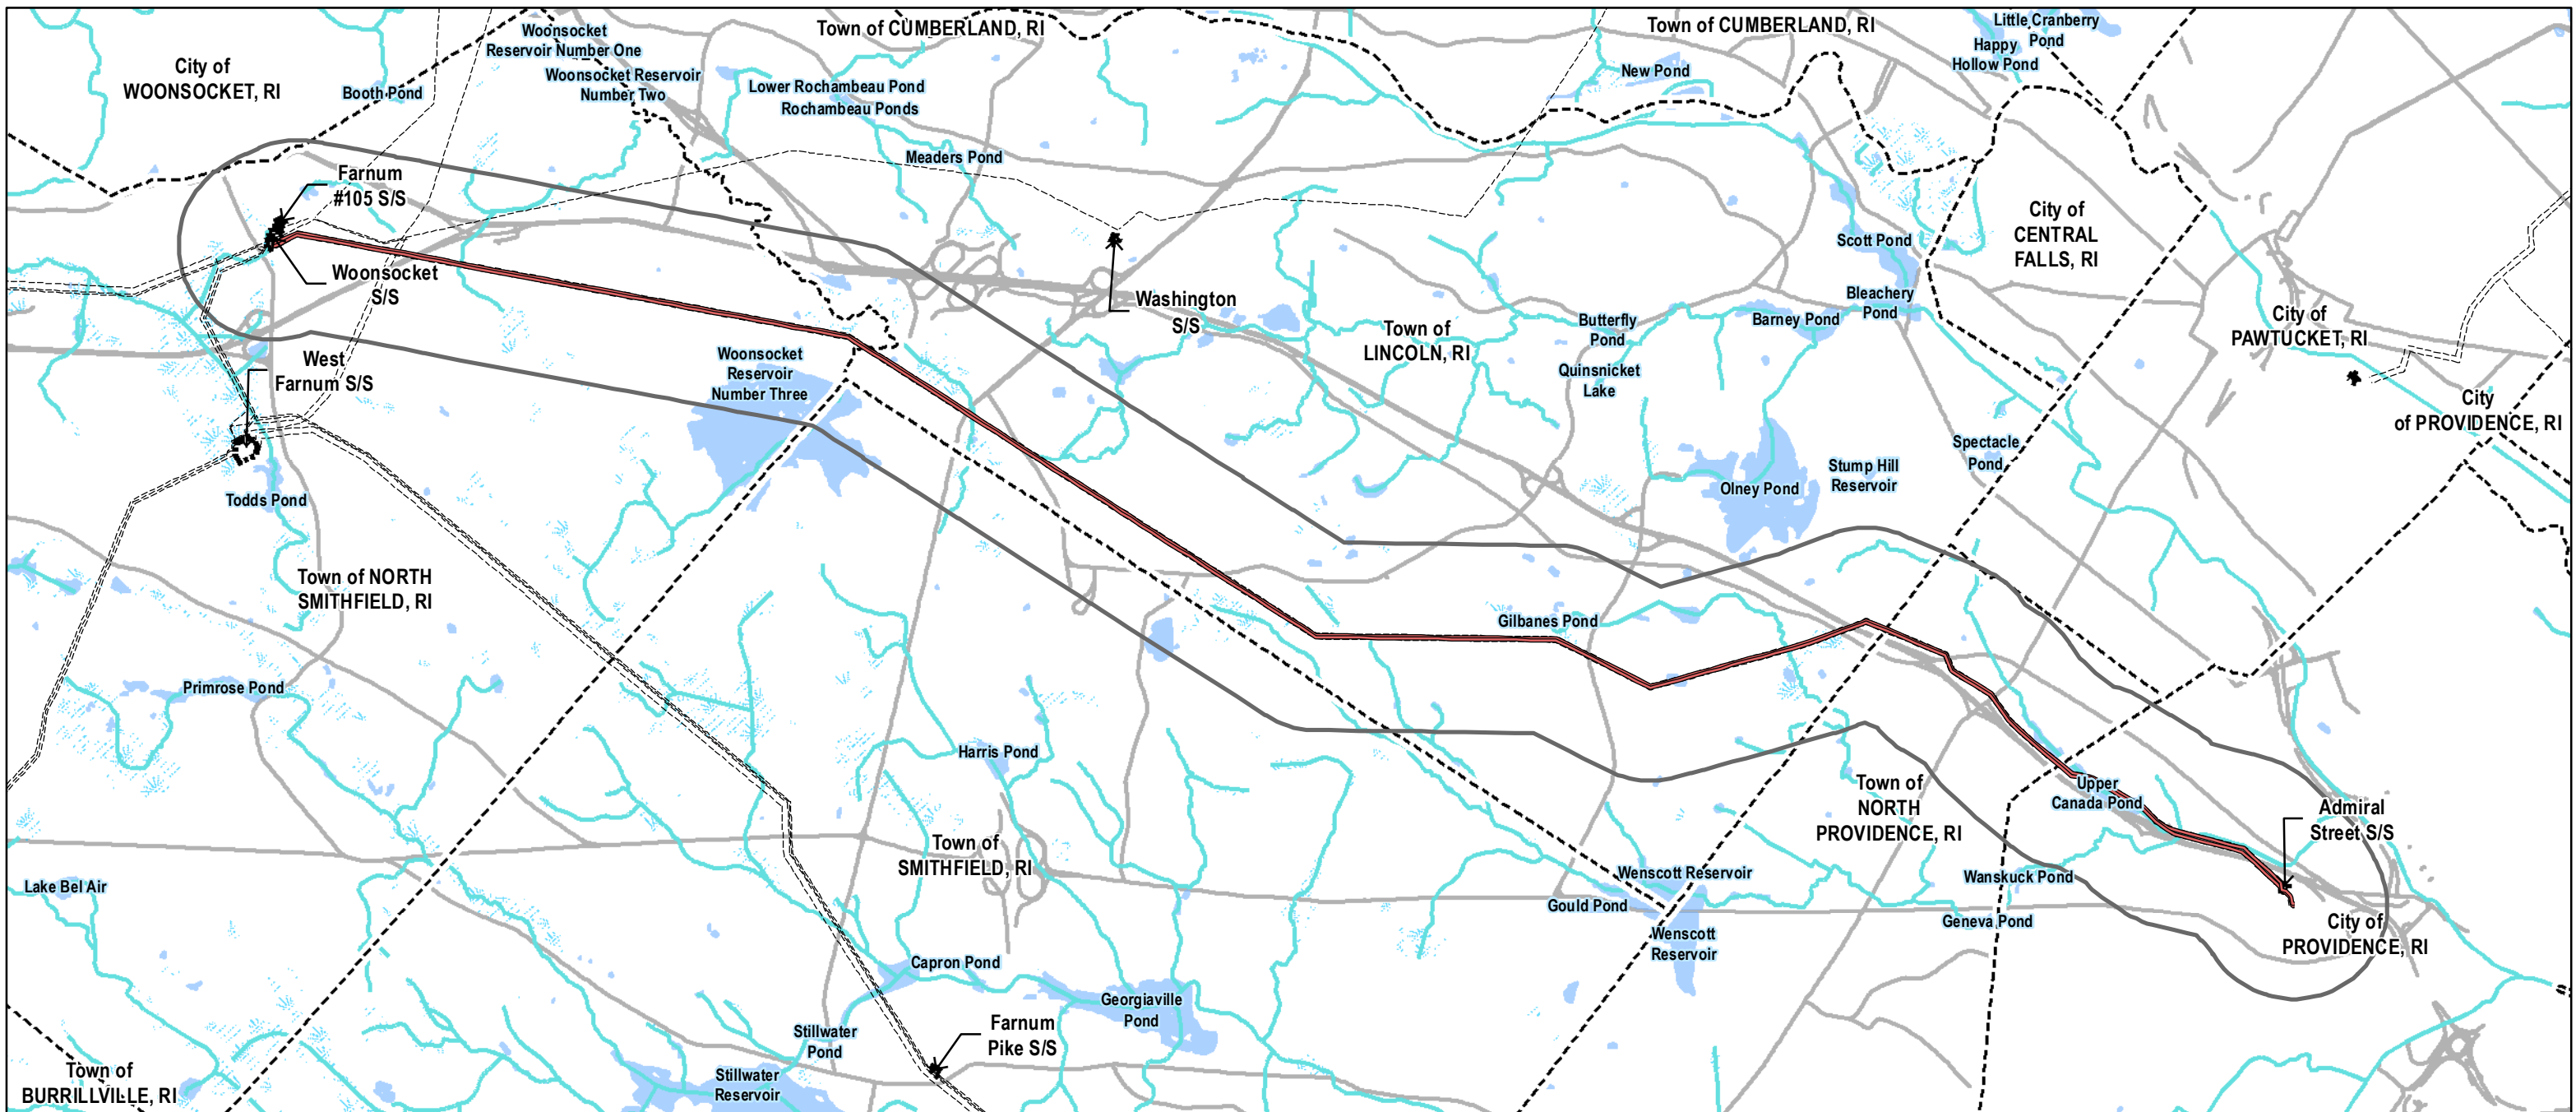 Town of CUMBERLAND, RI
Town of CUMBERLAND, RI
Little Cranberry
Pond
Happy
Hollow Pond
Woonsocket
Reservoir Number One
Woonsocket Reservoir
Number Two
City of
WOONSOCKET, RI
Booth Pond
Lower Rochambeau Pond
Rochambeau Ponds
New Pond
Meaders Pond
Farnum
#105 S/S
Woonsocket
S/S
Scott Pond
City of
CENTRAL
FALLS, RI
Washington
S/S
Bleachery
Pond
Barney Pond
Butterfly
Pond
Town of
LINCOLN, RI
City of
PAWTUCKET, RI
West
Farnum S/S
Woonsocket
Reservoir
Number Three
Quinsnicket
Lake
City
of PROVIDENCE, RI
Spectacle
Pond
Stump Hill
Reservoir
Olney Pond
Todds Pond
Town of NORTH
SMITHFIELD, RI
Gilbanes Pond
Primrose Pond
Harris Pond
Upper
Canada Pond
Town of
NORTH
PROVIDENCE, RI
Admiral
Street S/S
Town of
SMITHFIELD, RI
Lake Bel Air
Wenscott Reservoir
Wanskuck Pond
Gould Pond
Geneva Pond
City of
PROVIDENCE, RI
Wenscott
Reservoir
Capron Pond
Georgiaville
Pond
Farnum
Pike S/S
Stillwater
Pond
Stillwater
Reservoir
Town of
BURRILLVILLE, RI